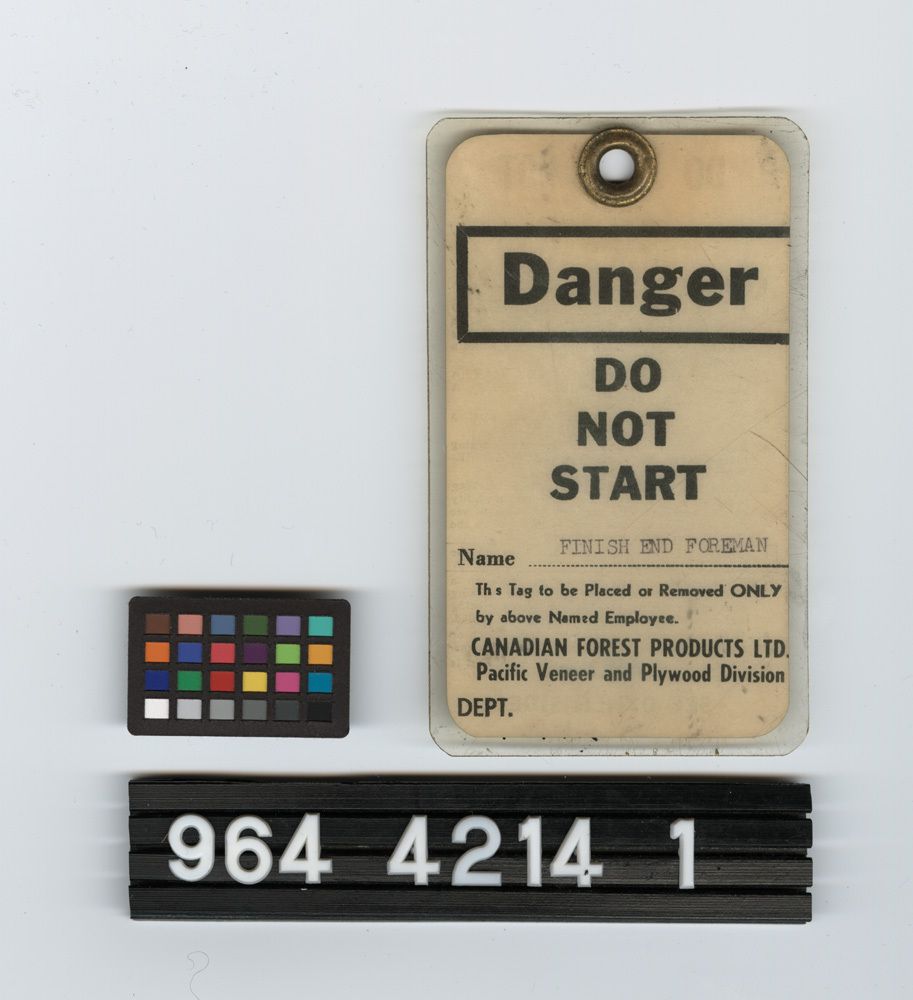 Danger
DO
NOT
START
Name FINISH END FOREMAN
Ths Tag to be Placed or Removed ONLY
by above Named Employee.
CANADIAN FOREST PRODUCTS LTD.
Pacific Veneer and Plywood Division
DEPT.
964 4214 1